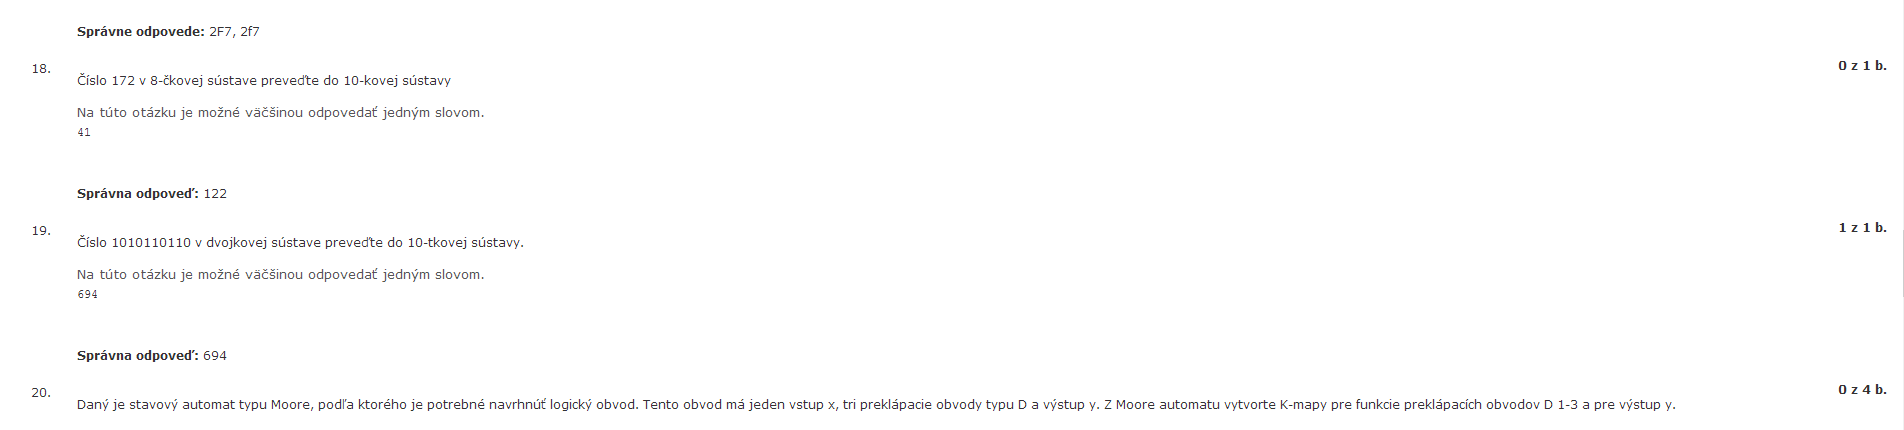 Správne odpovede: 2F7, 2f7
18.
0 z 1 b.
Číslo 172 v 8-čkovej sústave preveďte do 10-kovej sústavy
Na túto otázku je možné väčšinou odpovedať jedným slovom.
41
Správna odpoveď: 122
19.
1 z 1 b.
Číslo 1010110110 v dvojkovej sústave preveďte do 10-tkovej sústavy.
Na túto otázku je možné väčšinou odpovedať jedným slovom.
694
Správna odpoveď: 694
20.
0 z 4 b.
Daný je stavový automat typu Moore, podľa ktorého je potrebné navrhnúť logický obvod. Tento obvod má jeden vstup x, tri preklápacie obvody typu D a výstup y. Z Moore automatu vytvorte K-mapy pre funkcie preklápacích obvodov D 1-3 a pre výstup y.